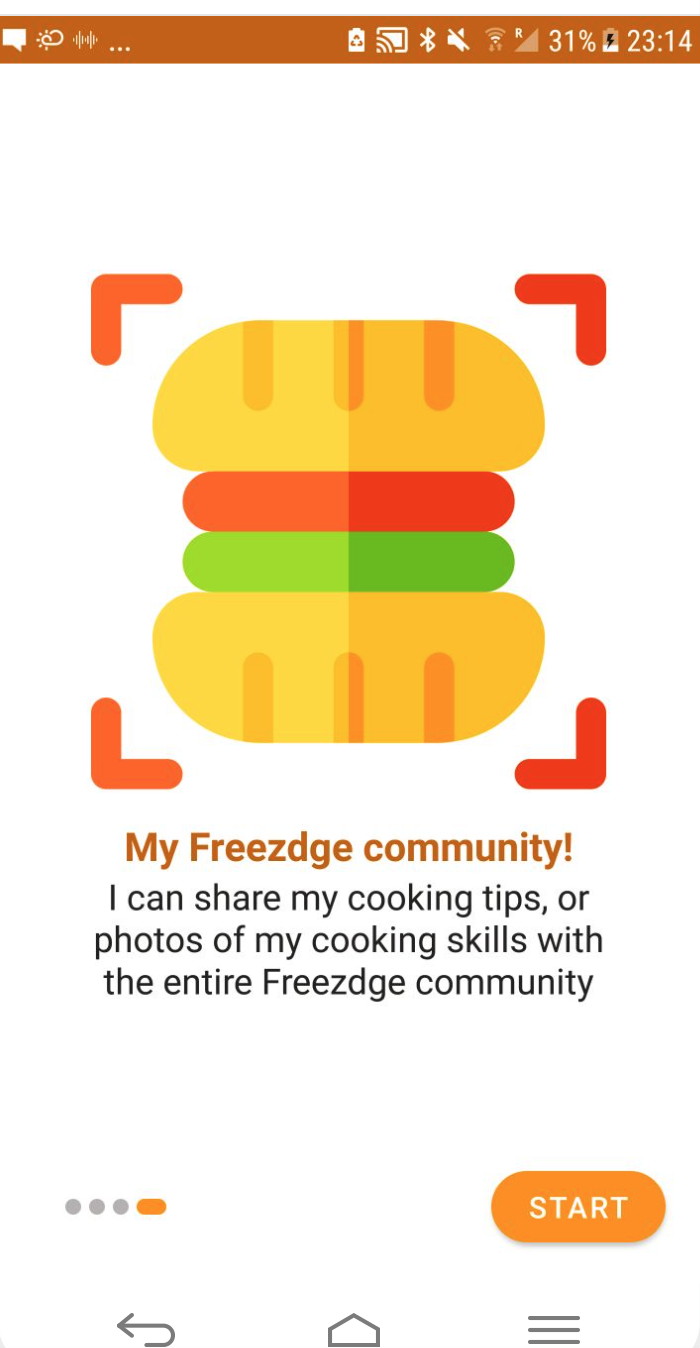 ... R 31% 23:14
My Freezdge community!
I can share my cooking tips, or
photos of my cooking skills with
the entire Freezdge community
START